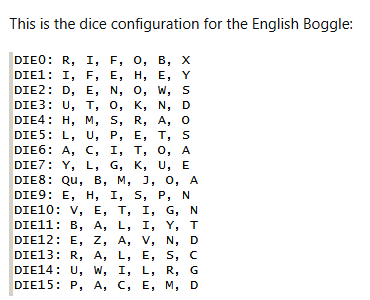 This is the dice configuration for the English Boggle:
DIE0: R, I, F, O, B, X
DIE1: I, F, E, H, E, Y
DIE2: D, E, N, O, W, S
DIE3: U, T, O, K, N, D
DIE4: H, M, S, R, A, O
DIE5: L, U, P, E, T, S
DIE6: A, C, I, T, O, A
DIE7: Y, L, G, K, U, E
DIE8: Qu, B, M, J, O, A
DIE9: E, H, I, S, P, N
DIE10: V, E, T, I, G, N
DIE11: B, A, L, I, Y, T
DIE12: E, Z, A, V, N, D
DIE13: R, A, L, E, S, C
DIE14: U, W, I, L, R, G
DIE15: P, A, C, E, M, D